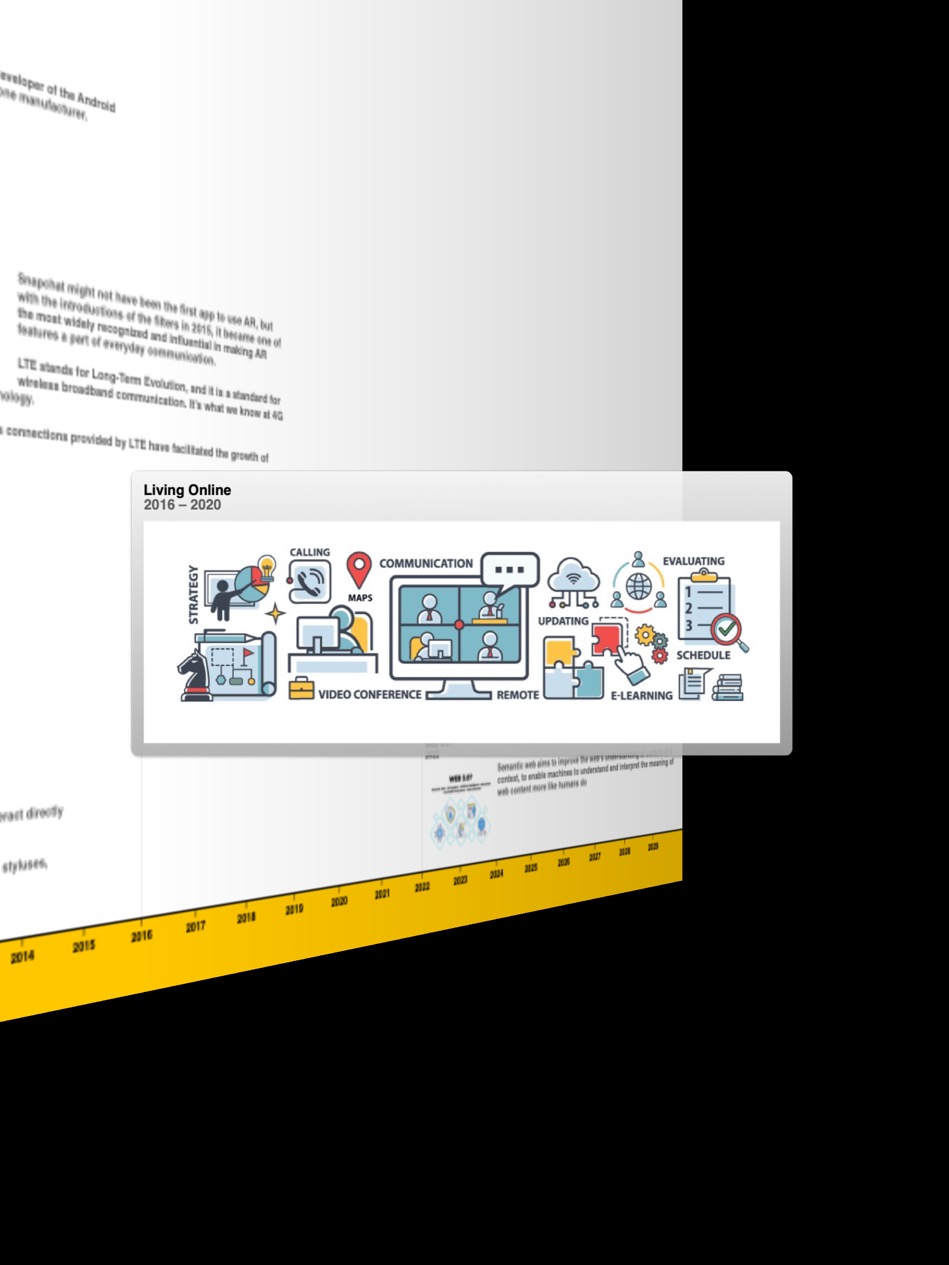 eveloper of the Android
one manufacturer.
Snapchat might not have been the first app to use AR, but
with the introductions of the filters in 2015, it became one of
the most widely recognized and influential in making AR
features a part of everyday communication.
LTE stands for Long-Term Evolution, and it is a standard for
wireless broadband communication. It's what we know at 4G
nology.
connections provided by LTE have facilitated the growth of
Living Online
2016 – 2020
STRATEGY
CALLING
MAPS
COMMUNICATION
EVALUATING
1
2
3
UPDATING
SCHEDULE
VIDEO CONFERENCE
REMOTE
E-LEARNING
WEB 3.0?
Semantic web aims to improve the web's understanding
context, to enable machines to understand and interpret the meaning of
web content more like humans do
eract directly
styluses,
2014 2015 2016 2017 2018 2019 2020 2021 2022 2023 2024 2025 2026 2027 2028 2029